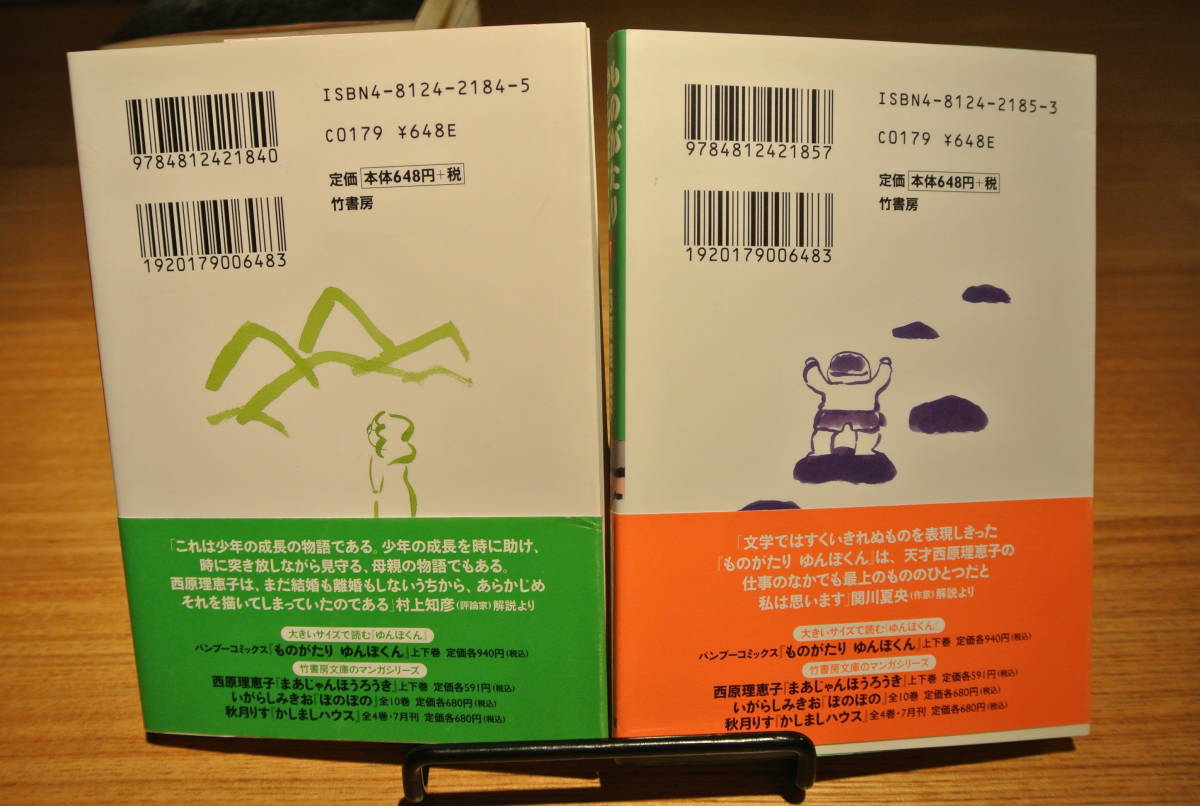 ISBN4-8124-2184-5
9784812421840
C0179 ¥648E
定価 本体648円+税
竹書房
1920179006483
「これは少年の成長の物語である。少年の成長を時に助け、
時に突き放しながら見守る、母親の物語でもある。
西原理恵子は、まだ結婚も離婚もしないうちから、あらかじめ
それを描いてしまっていたのである」村上知彦(評論家)解説より
大きいサイズで読む『ゆんぼくん』
バンブーコミックス『ものがたり ゆんぼくん』上下巻 定価各940円(税込)
竹書房文庫のマンガシリーズ
西原理恵子『まあじゃんほうろうき』上下巻 定価各591円(税込)
いがらしみきお『ぼのぼの』全10巻 定価各680円(税込)
秋月りす『かしましハウス』全4巻・7月刊 定価各680円(税込)
ものがたり
ISBN4-8124-2185-3
9784812421857
C0179 ¥648E
定価 本体648円+税
竹書房
1920179006483
「文学ではすくいきれぬものを表現しきった
『ものがたり ゆんぼくん』は、天才西原理恵子の
仕事のなかでも最上のもののひとつだと
私は思います」関川夏央(作家)解説より
大きいサイズで読む『ゆんぼくん』
バンブーコミックス『ものがたり ゆんぼくん』上下巻 定価各940円(税込)
竹書房文庫のマンガシリーズ
西原理恵子『まあじゃんほうろうき』上下巻 定価各591円(税込)
いがらしみきお『ぼのぼの』全10巻 定価各680円(税込)
秋月りす『かしましハウス』全4巻・7月刊 定価各680円(税込)